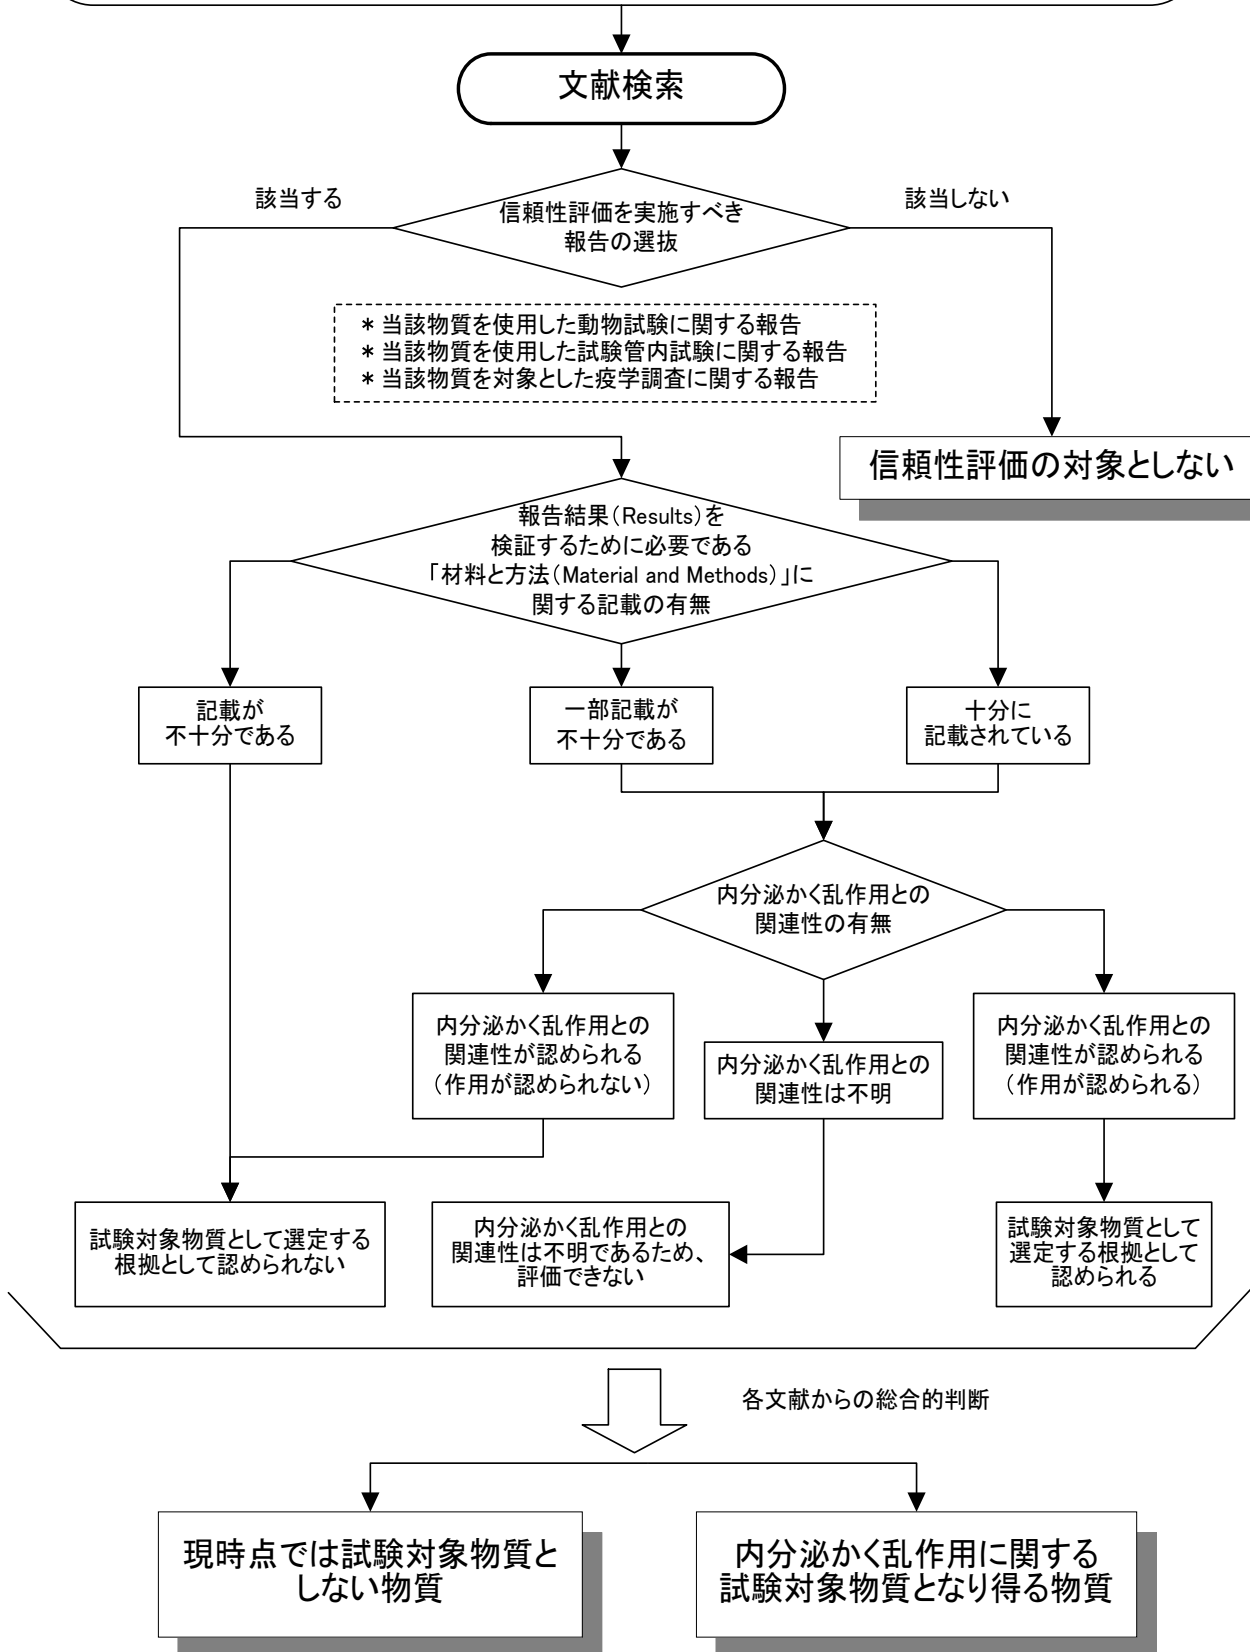 文献検索
該当する
該当しない
信頼性評価を実施すべき
報告の選抜
* 当該物質を使用した動物試験に関する報告
* 当該物質を使用した試験管内試験に関する報告
* 当該物質を対象とした疫学調査に関する報告
信頼性評価の対象としない
報告結果(Results)を
検証するために必要である
「材料と方法(Material and Methods)」に
関する記載の有無
記載が
不十分である
一部記載が
不十分である
十分に
記載されている
内分泌かく乱作用との
関連性の有無
内分泌かく乱作用との
関連性が認められる
(作用が認められない)
内分泌かく乱作用との
関連性は不明
内分泌かく乱作用との
関連性が認められる
(作用が認められる)
試験対象物質として選定する
根拠として認められない
内分泌かく乱作用との
関連性は不明であるため、
評価できない
試験対象物質として
選定する根拠として
認められる
各文献からの総合的判断
現時点では試験対象物質と
しない物質
内分泌かく乱作用に関する
試験対象物質となり得る物質